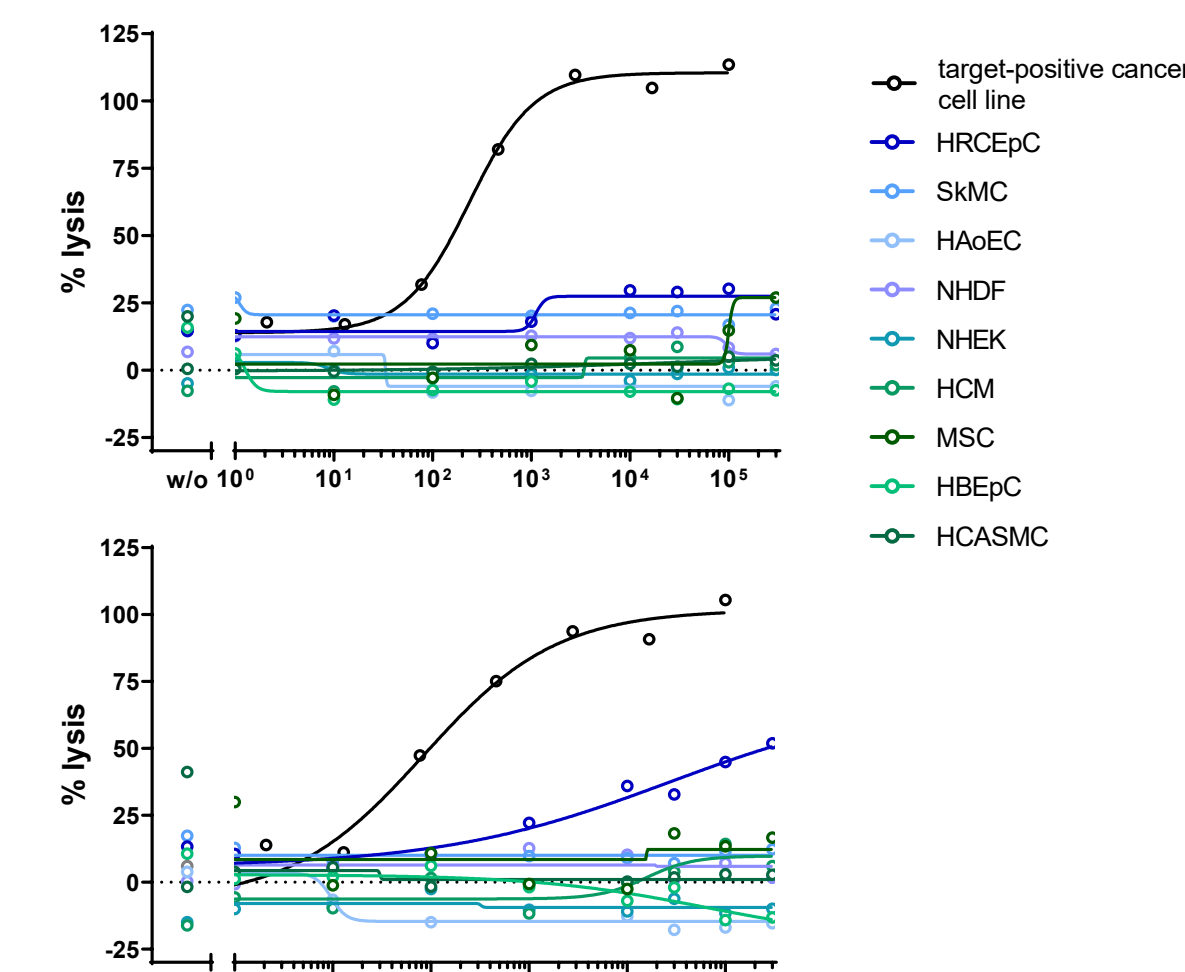 125
100
75
50
25
0
-25
% lysis
w/o 10⁰ 10¹ 10² 10³ 10⁴ 10⁵
target-positive cancer
cell line
HRCEpC
SkMC
HAoEC
NHDF
NHEK
HCM
MSC
HBEpC
HCASMC
125
100
75
50
25
0
-25
% lysis